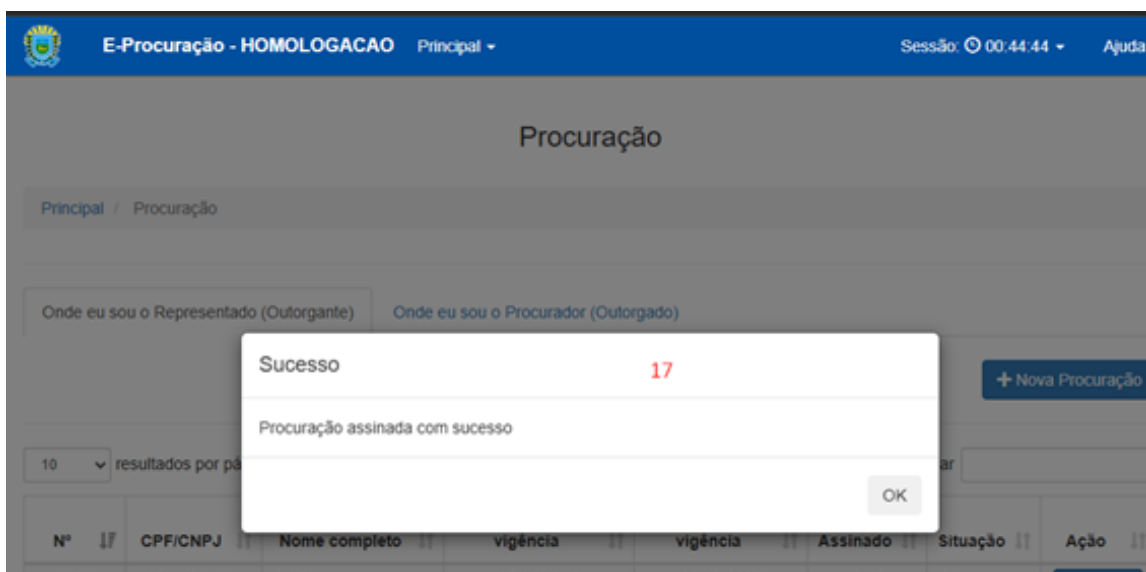 E-Procuração - HOMOLOGACAO Principal Sessão: 00:44:44 Ajuda
Procuração
Principal / Procuração
Onde eu sou o Representado (Outorgante) Onde eu sou o Procurador (Outorgado)
Sucesso 17
+ Nova Procuração
Procuração assinada com sucesso
10 resultados por pá ar
OK
Nº CPF/CNPJ Nome completo vigência vigência Assinado Situação Ação